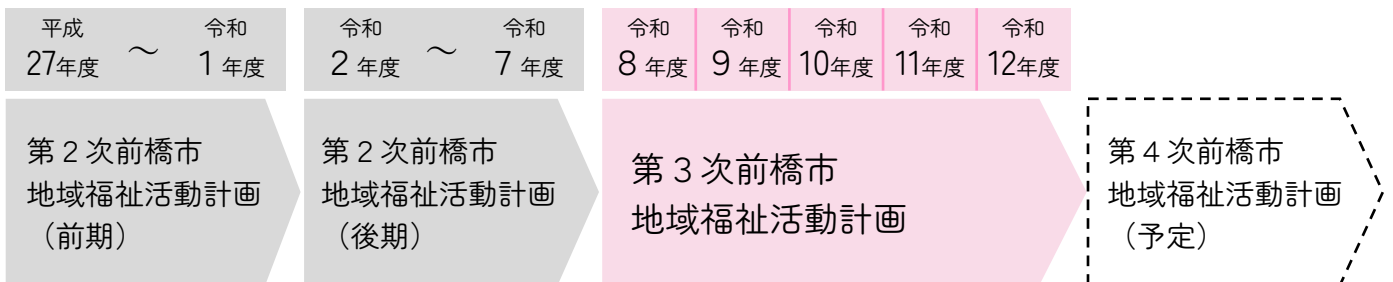 平成 ～ 令和 令和 ～ 令和 令和 令和 令和 令和 令和
27年度 1年度 2年度 7年度 8年度 9年度 10年度 11年度 12年度
第2次前橋市
地域福祉活動計画
（前期）
第2次前橋市
地域福祉活動計画
（後期）
第3次前橋市
地域福祉活動計画
第4次前橋市
地域福祉活動計画
（予定）